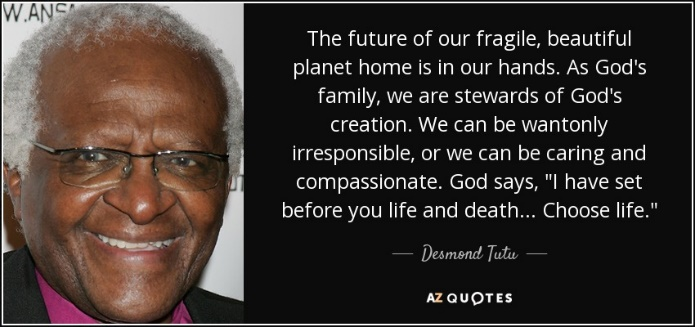 W.ANSA
The future of our fragile, beautiful
planet home is in our hands. As God's
family, we are stewards of God's
creation. We can be wantonly
irresponsible, or we can be caring and
compassionate. God says, "I have set
before you life and death... Choose life."
Desmond Tutu
AZ QUOTES